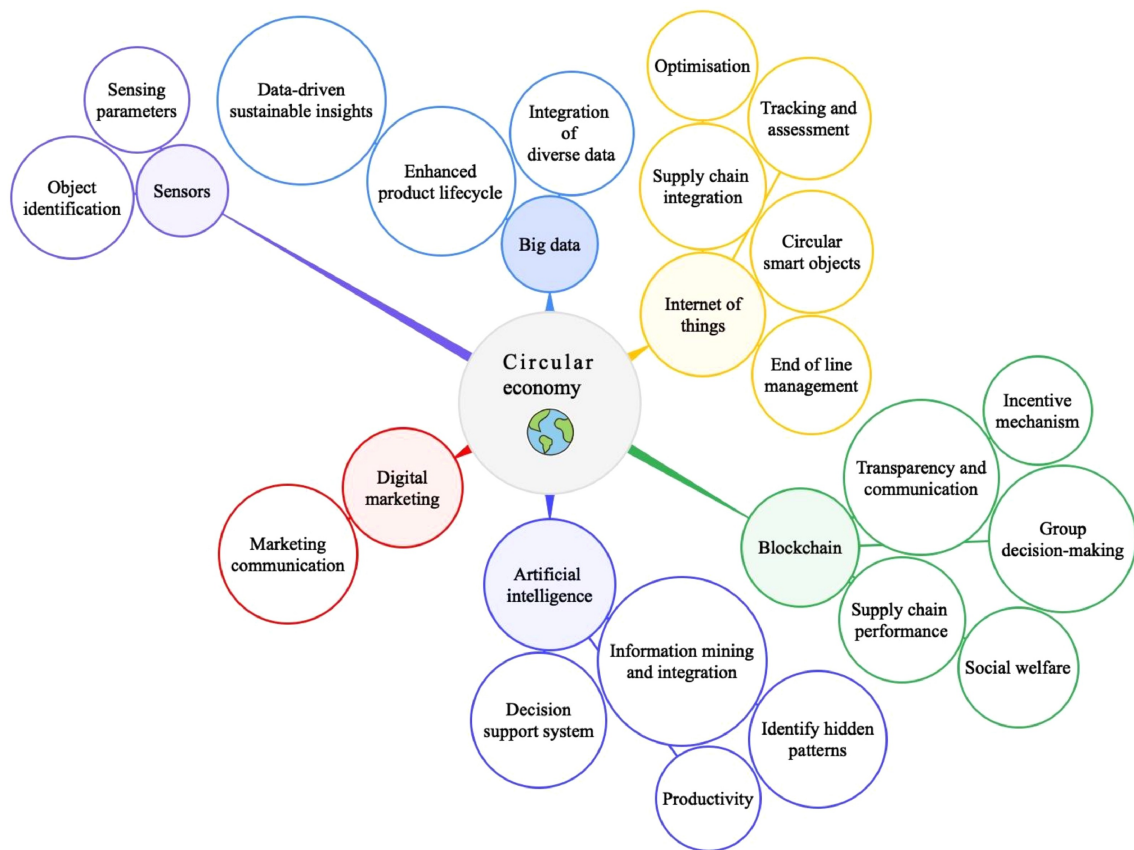 Sensing
parameters
Object
identification
Sensors
Data-driven
sustainable insights
Enhanced
product lifecycle
Integration
of
diverse data
Big data
Optimisation
Tracking and
assessment
Supply chain
integration
Circular
smart objects
Internet of
things
End of line
management
Circular
economy
Incentive
mechanism
Transparency and
communication
Group
decision-making
Blockchain
Supply chain
performance
Social welfare
Digital
marketing
Marketing
communication
Artificial
intelligence
Information mining
and integration
Decision
support system
Identify hidden
patterns
Productivity